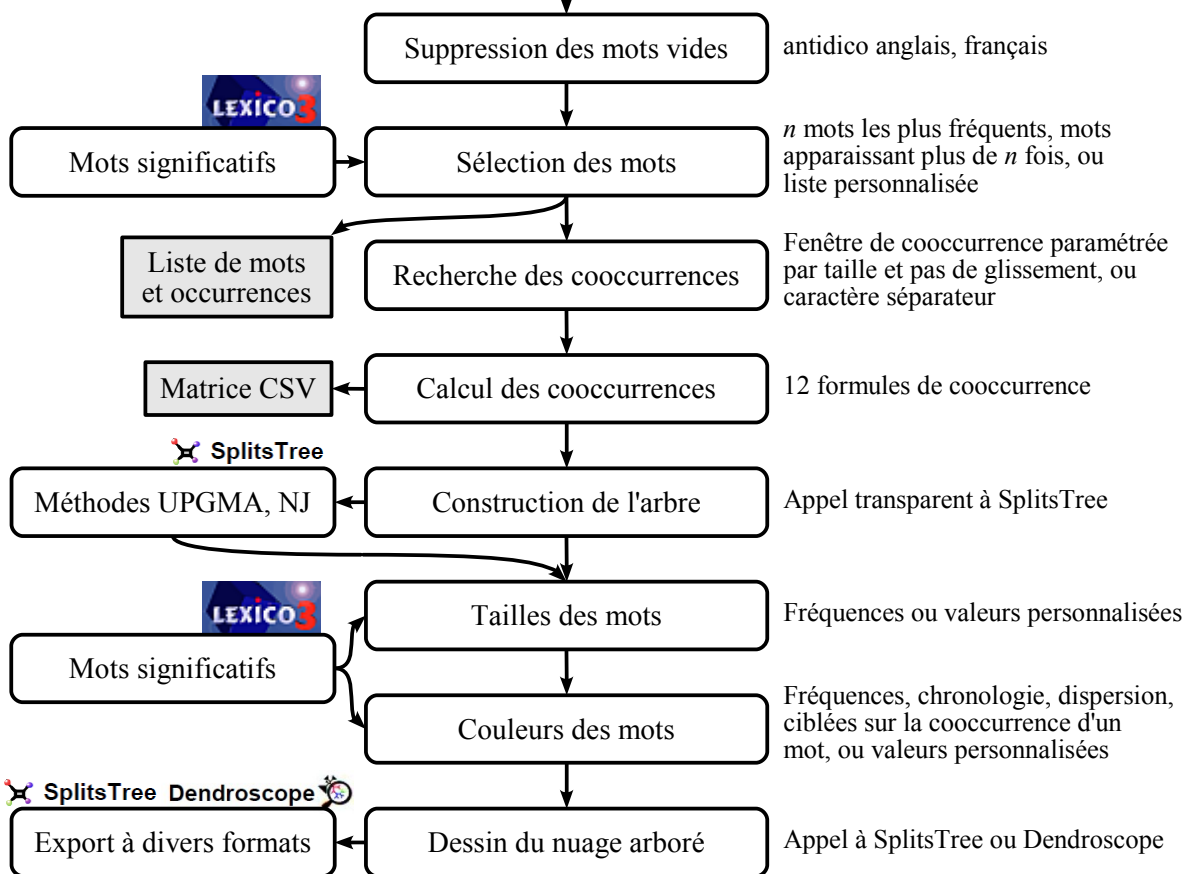 Suppression des mots vides
antidico anglais, français
LEXICO3
Mots significatifs
Sélection des mots
n mots les plus fréquents, mots
apparaissant plus de n fois, ou
liste personnalisée
Liste de mots
et occurrences
Recherche des cooccurrences
Fenêtre de cooccurrence paramétrée
par taille et pas de glissement, ou
caractère séparateur
Matrice CSV
Calcul des cooccurrences
12 formules de cooccurrence
SplitsTree
Méthodes UPGMA, NJ
Construction de l'arbre
Appel transparent à SplitsTree
LEXICO3
Mots significatifs
Tailles des mots
Fréquences ou valeurs personnalisées
Couleurs des mots
Fréquences, chronologie, dispersion,
ciblées sur la cooccurrence d'un
mot, ou valeurs personnalisées
SplitsTree Dendroscope
Export à divers formats
Dessin du nuage arboré
Appel à SplitsTree ou Dendroscope